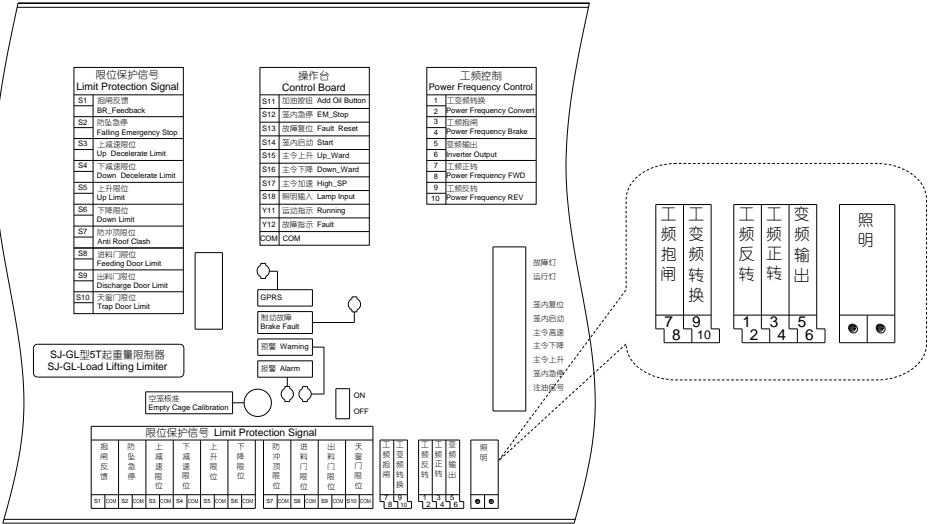 限位保护信号
Limit Protection Signal
S1 抱闸反馈
BR_Feedback
S2 防坠急停
Falling Emergency Stop
S3 上减速限位
Up Decelerate Limit
S4 下减速限位
Down Decelerate Limit
S5 上升限位
Up Limit
S6 下降限位
Down Limit
S7 防冲顶限位
Anti Roof Clash
S8 进料门限位
Feeding Door Limit
S9 出料门限位
Discharge Door Limit
S10 天窗门限位
Trap Door Limit
操作台
Control Board
S11 加油按钮 Add Oil Button
S12 笼内急停 EM_Stop
S13 故障复位 Fault Reset
S14 笼内启动 Start
S15 主令上升 Up_Ward
S16 主令下降 Down_Ward
S17 主令加速 High_SP
S18 照明输入 Lamp Input
Y11 运动指示 Running
Y12 故障指示 Fault
COM COM
工频控制
Power Frequency Control
1 工变频转换
2 Power Frequency Convert
3 工频抱闸
4 Power Frequency Brake
5 变频输出
6 Inverter Output
7 工频正转
8 Power Frequency FWD
9 工频反转
10 Power Frequency REV
GPRS
制动故障
Brake Fault
预警 Warning
报警 Alarm
SJ-GL型5T起重量限制器
SJ-GL-Load Lifting Limiter
空笼核准
Empty Cage Calibration
ON
OFF
故障灯
运行灯
笼内复位
笼内启动
主令高速
主令下降
主令上升
笼内急停
注油信号
限位保护信号 Limit Protection Signal
抱闸反馈
防坠急停
上减速限位
下减速限位
上升限位
下降限位
防冲顶限位
进料门限位
出料门限位
天窗门限位
工频抱闸
工变频转换
工频反转
工频正转
变频输出
照明
S1 COM S2 COM S3 COM S4 COM S5 COM S6 COM S7 COM S8 COM S9 COM S10 COM
7 9 1 3 5
8 10 2 4 6
工频抱闸
工变频转换
工频反转
工频正转
变频输出
照明
7 9 1 3 5
8 10 2 4 6